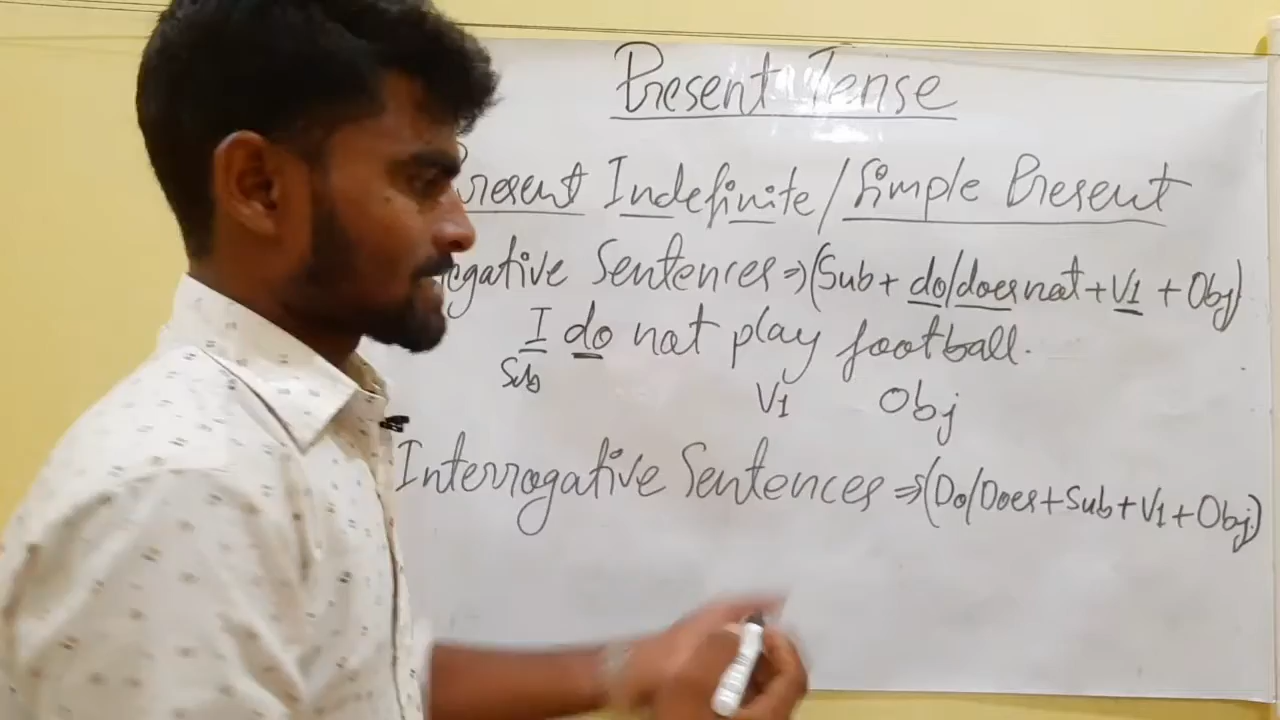 Present Tense
resent Indefinite/Simple Present
egative Sentences ⇒ (Sub + do/does not + V1 + Obj)
I do not play football.
Sub V1 Obj
Interrogative Sentences ⇒ (Do/Does + Sub + V1 + Obj)